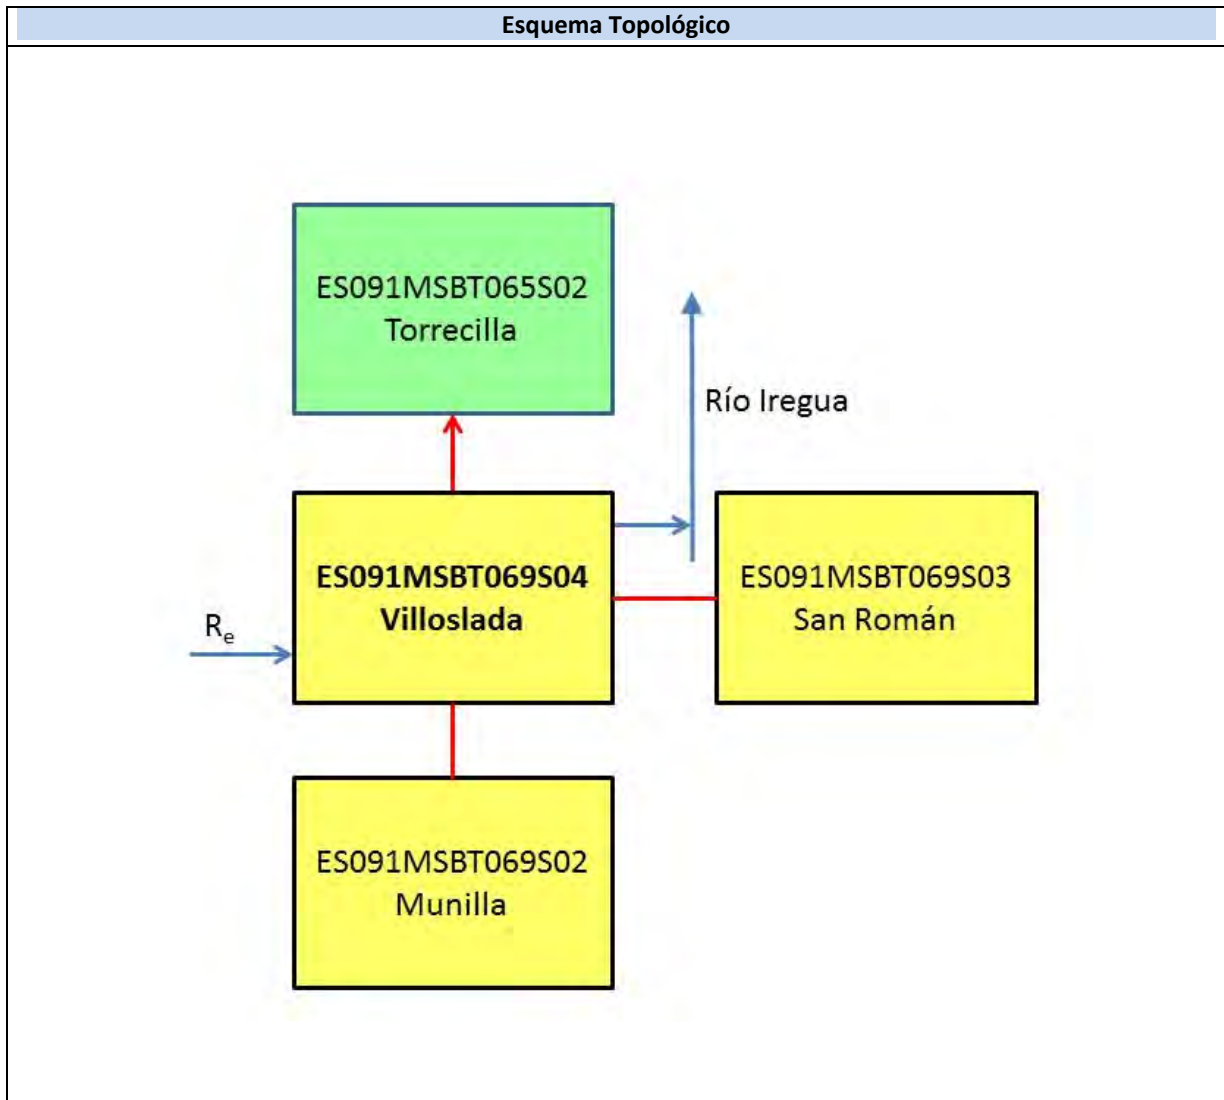 Esquema Topológico
ES091MSBT065S02
Torrecilla
Río Iregua
ES091MSBT069S04
Villoslada
ES091MSBT069S03
San Román
Re
ES091MSBT069S02
Munilla